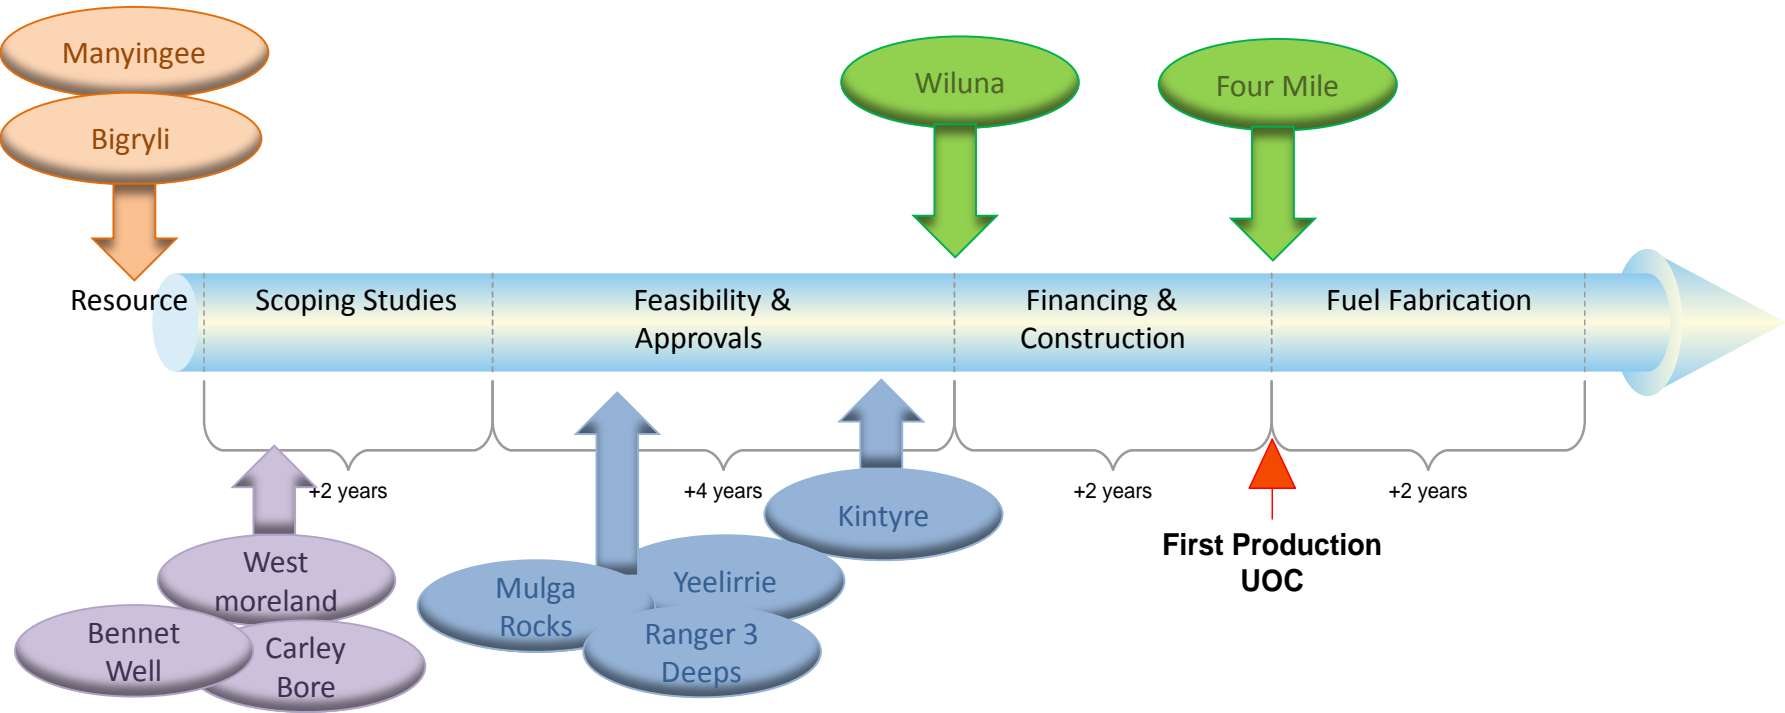 Manyingee
Bigryli
Wiluna
Four Mile
Resource
Scoping Studies
Feasibility &
Approvals
Financing &
Construction
Fuel Fabrication
+2 years
+4 years
+2 years
+2 years
Kintyre
First Production
UOC
West
moreland
Bennet
Well
Carley
Bore
Mulga
Rocks
Yeelirrie
Ranger 3
Deeps